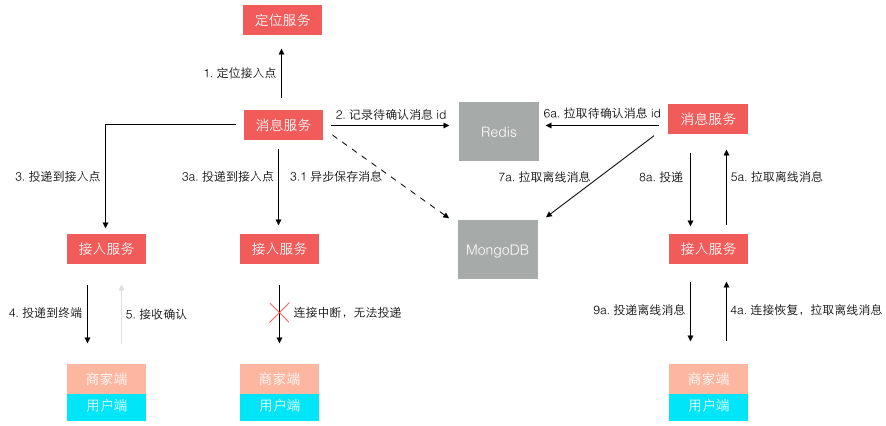 定位服务
1. 定位接入点
消息服务
2. 记录待确认消息 id
Redis
6a. 拉取待确认消息 id
消息服务
3. 投递到接入点
3a. 投递到接入点
3.1 异步保存消息
7a. 拉取离线消息
8a. 投递
5a. 拉取离线消息
接入服务
接入服务
MongoDB
接入服务
4. 投递到终端
5. 接收确认
连接中断，无法投递
9a. 投递离线消息
4a. 连接恢复，拉取离线消息
商家端
用户端
商家端
用户端
商家端
用户端